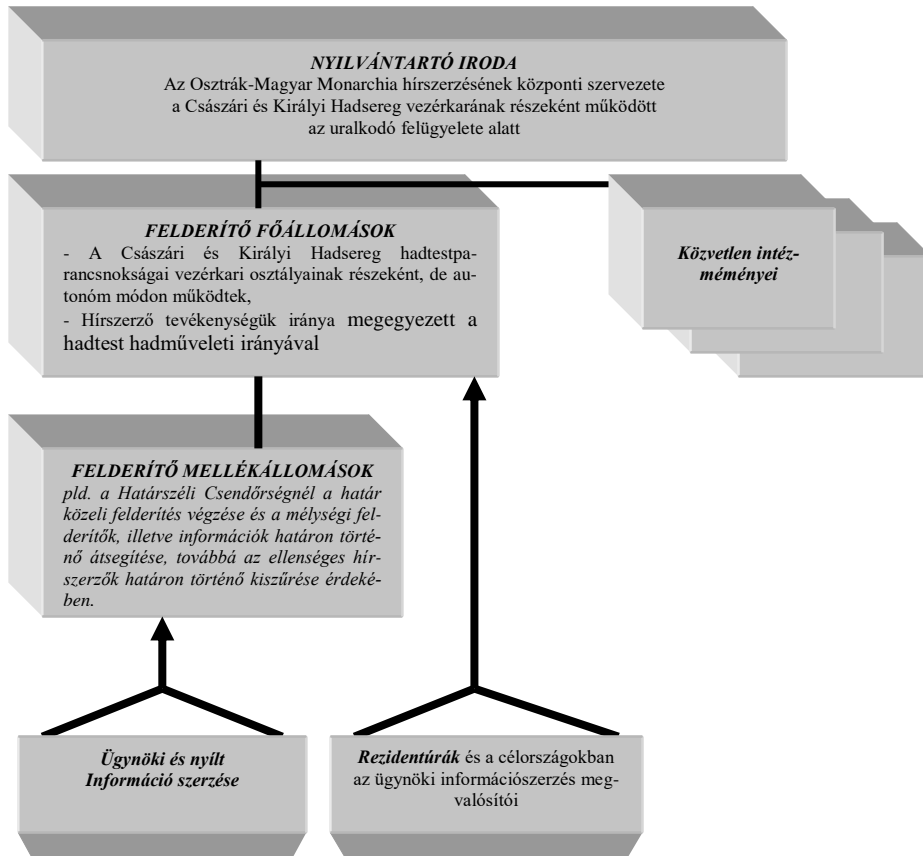 NYILVÁNTARTÓ IRODA
Az Osztrák-Magyar Monarchia hírszerzésének központi szervezete
a Császári és Királyi Hadsereg vezérkarának részeként működött
az uralkodó felügyelete alatt
FELDERÍTŐ FŐÁLLOMÁSOK
- A Császári és Királyi Hadsereg hadtestpa-
rancsnokságai vezérkari osztályainak részeként, de au-
tonóm módon működtek,
- Hírszerző tevékenységük iránya megegyezett a
hadtest hadműveleti irányával
Közvetlen intéz-
méményei
FELDERÍTŐ MELLÉKÁLLOMÁSOK
pld. a Határszéli Csendőrségnél a határ
közeli felderítés végzése és a mélységi fel-
derítők, illetve információk határon törté-
nő átsegítése, továbbá az ellenséges hír-
szerzők határon történő kiszűrése érdeké-
ben.
Ügynöki és nyílt
Információ szerzése
Rezidentúrák és a célországokban
az ügynöki információszerzés meg-
valósítói